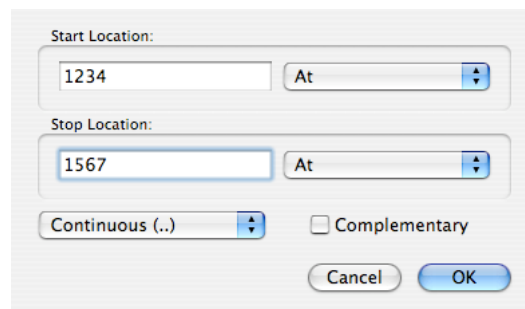 Start Location:
1234 At
Stop Location:
1567 At
Continuous (..) Complementary
Cancel OK